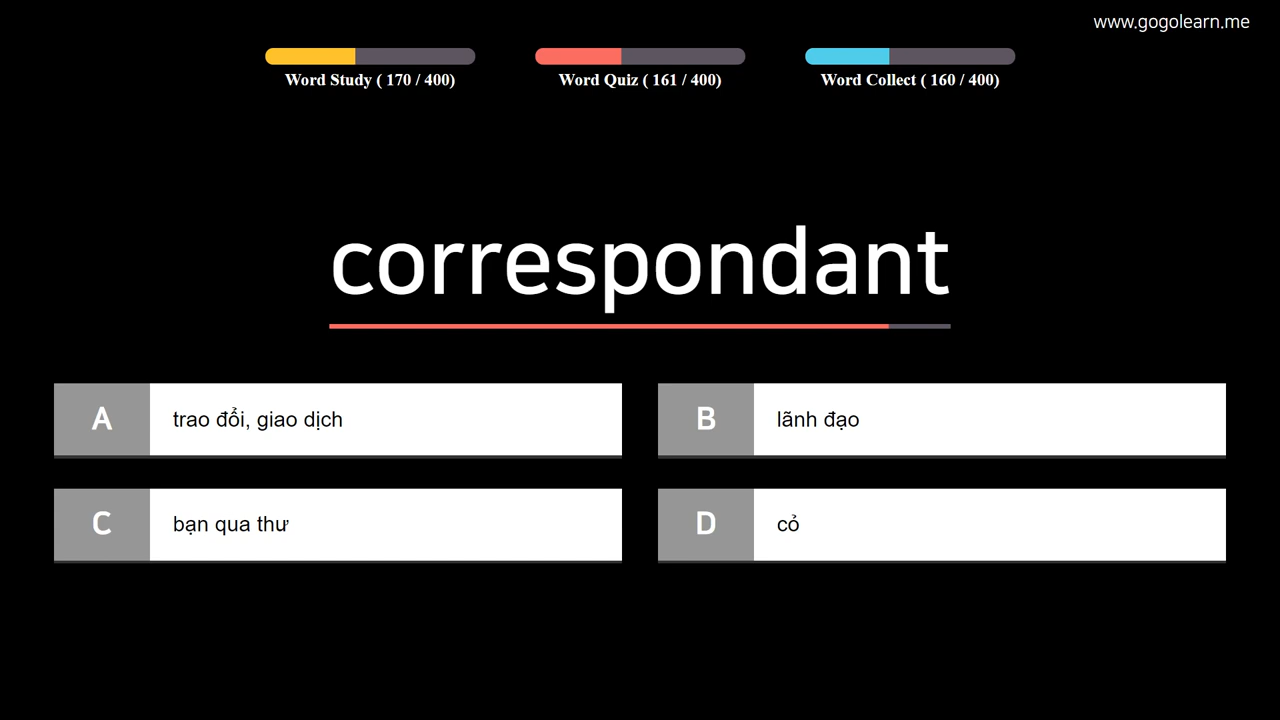 www.gogolearn.me
Word Study ( 170 / 400)
Word Quiz ( 161 / 400)
Word Collect ( 160 / 400)
correspondant
A trao đổi, giao dịch
B lãnh đạo
C bạn qua thư
D cỏ